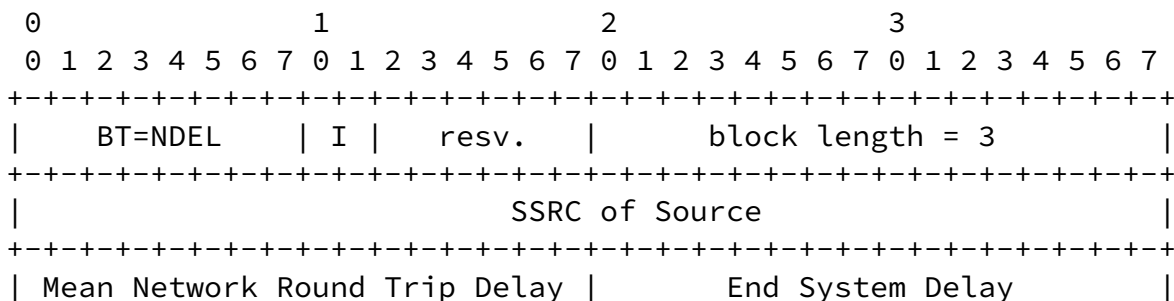 0                   1                   2                   3
0 1 2 3 4 5 6 7 0 1 2 3 4 5 6 7 0 1 2 3 4 5 6 7 0 1 2 3 4 5 6 7
+-+-+-+-+-+-+-+-+-+-+-+-+-+-+-+-+-+-+-+-+-+-+-+-+-+-+-+-+-+-+-+-+
|    BT=NDEL    | I |   resv.   |      block length = 3         |
+-+-+-+-+-+-+-+-+-+-+-+-+-+-+-+-+-+-+-+-+-+-+-+-+-+-+-+-+-+-+-+-+
|                           SSRC of Source                      |
+-+-+-+-+-+-+-+-+-+-+-+-+-+-+-+-+-+-+-+-+-+-+-+-+-+-+-+-+-+-+-+-+
| Mean Network Round Trip Delay |       End System Delay        |